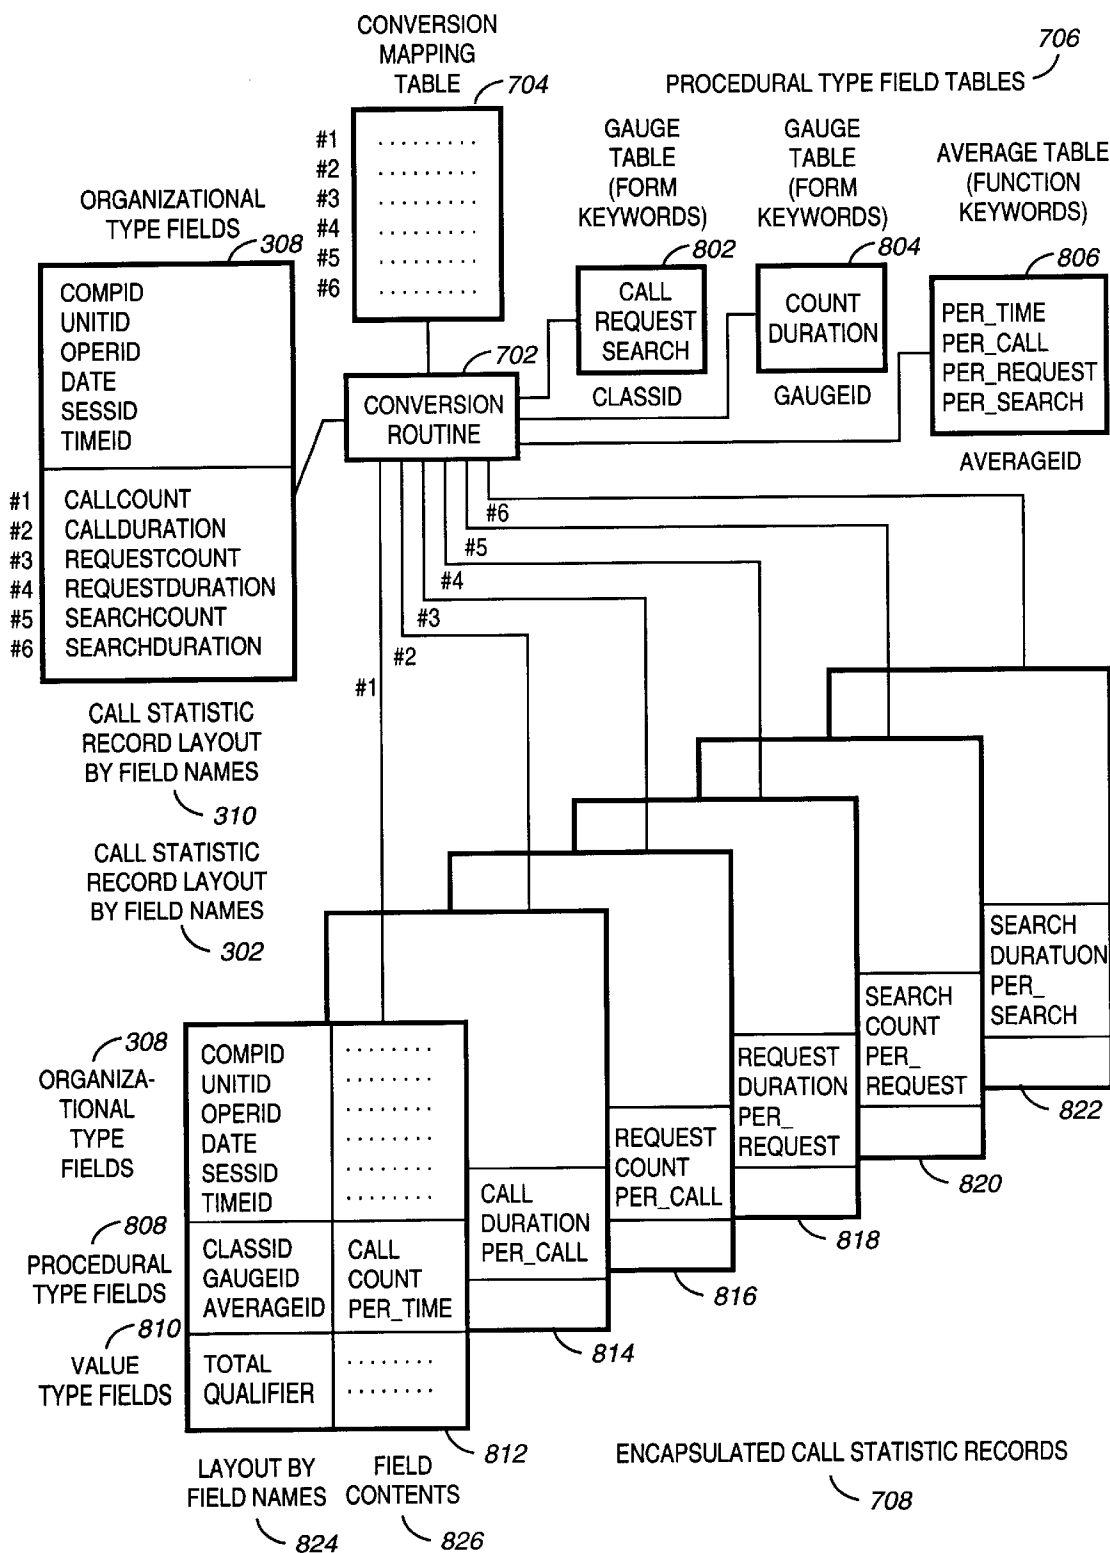 CONVERSION
MAPPING
TABLE
704
706
PROCEDURAL TYPE FIELD TABLES
GAUGE
TABLE
(FORM
KEYWORDS)
GAUGE
TABLE
(FORM
KEYWORDS)
AVERAGE TABLE
(FUNCTION
KEYWORDS)
#1 .........
#2 .........
#3 .........
#4 .........
#5 .........
#6 .........
ORGANIZATIONAL
TYPE FIELDS
308
802
804
806
COMPID
UNITID
OPERID
DATE
SESSID
TIMEID
CALL
REQUEST
SEARCH
CLASSID
COUNT
DURATION
GAUGEID
PER_TIME
PER_CALL
PER_REQUEST
PER_SEARCH
AVERAGEID
702
CONVERSION
ROUTINE
#1 CALLCOUNT
#2 CALLDURATION
#3 REQUESTCOUNT
#4 REQUESTDURATION
#5 SEARCHCOUNT
#6 SEARCHDURATION
#6
#5
#4
#3
#2
#1
CALL STATISTIC
RECORD LAYOUT
BY FIELD NAMES
310
CALL STATISTIC
RECORD LAYOUT
BY FIELD NAMES
302
SEARCH
DURATUON
PER_
SEARCH
822
SEARCH
COUNT
PER_
REQUEST
820
REQUEST
DURATION
PER_
REQUEST
818
REQUEST
COUNT
PER_CALL
816
CALL
DURATION
PER_CALL
814
308
ORGANIZA-
TIONAL
TYPE
FIELDS
COMPID ........
UNITID ........
OPERID ........
DATE ........
SESSID ........
TIMEID ........
808
PROCEDURAL
TYPE FIELDS
CLASSID CALL
GAUGEID COUNT
AVERAGEID PER_TIME
810
VALUE
TYPE FIELDS
TOTAL ........
QUALIFIER ........
812
LAYOUT BY
FIELD NAMES
824
FIELD
CONTENTS
826
ENCAPSULATED CALL STATISTIC RECORDS
708